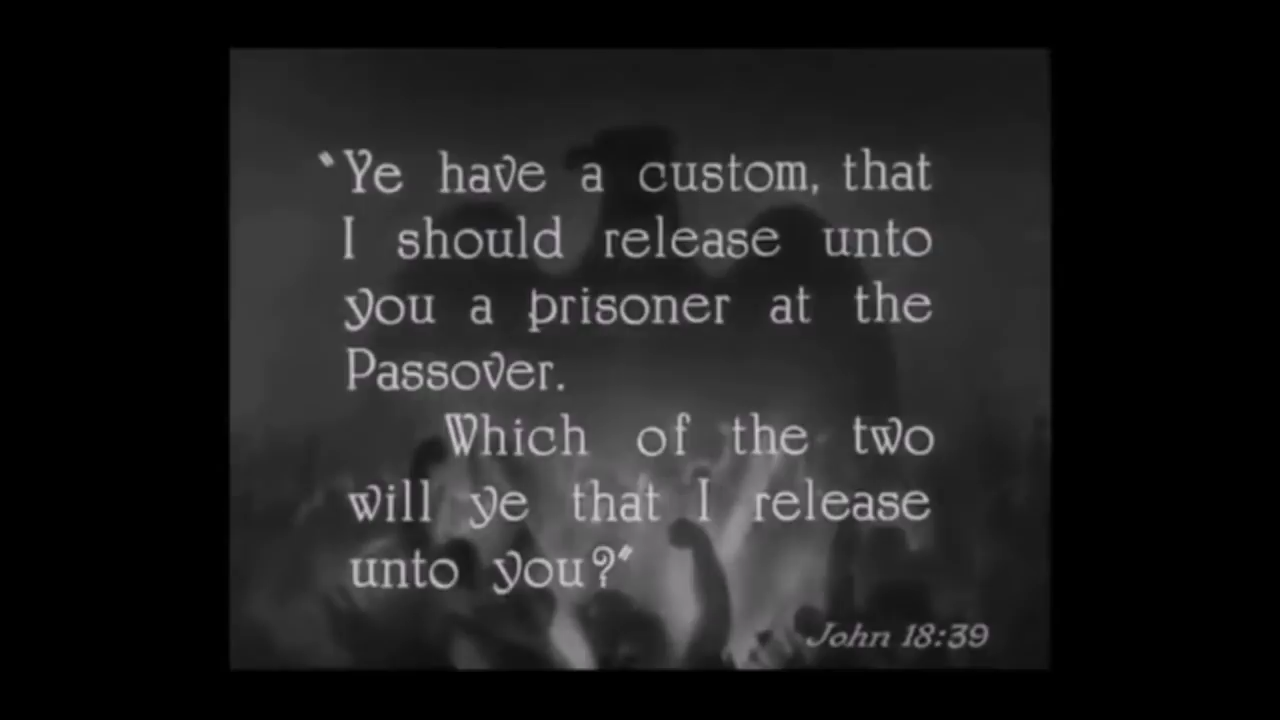 "Ye have a custom, that
I should release unto
you a prisoner at the
Passover.
Which of the two
will ye that I release
unto you?"
John 18:39